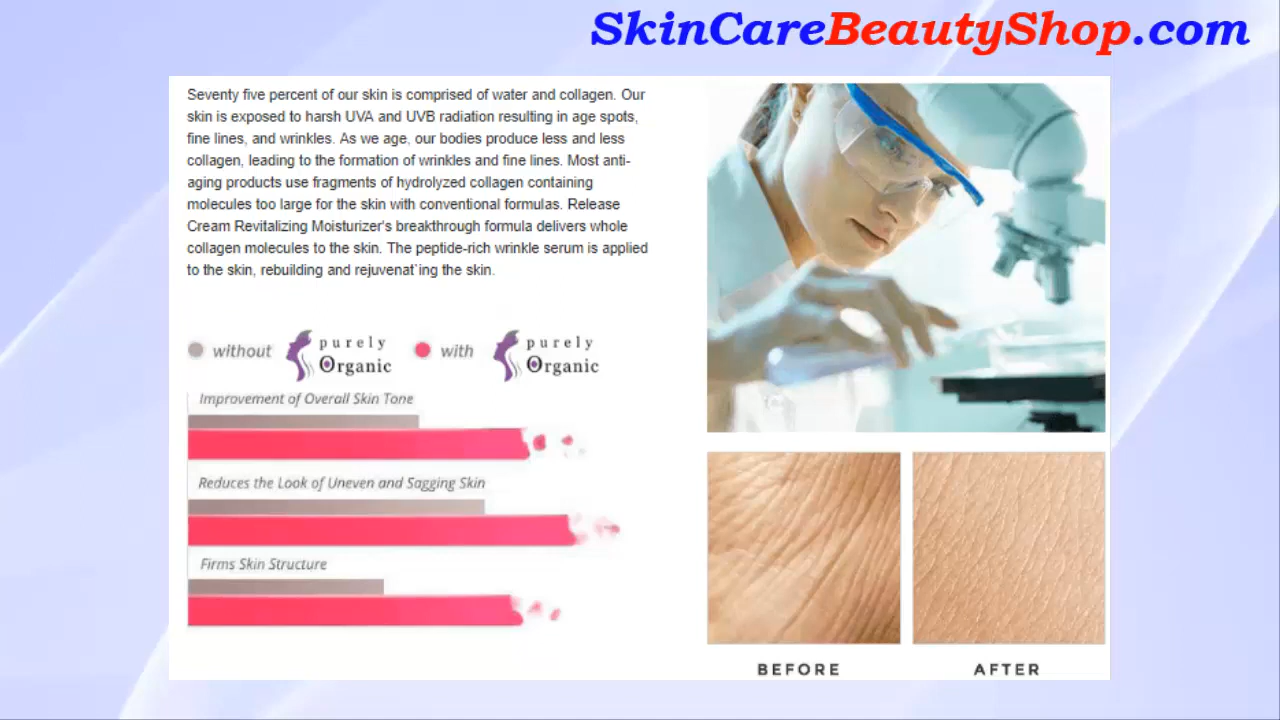 SkinCareBeautyShop.com
Seventy five percent of our skin is comprised of water and collagen. Our
skin is exposed to harsh UVA and UVB radiation resulting in age spots,
fine lines, and wrinkles. As we age, our bodies produce less and less
collagen, leading to the formation of wrinkles and fine lines. Most anti-
aging products use fragments of hydrolyzed collagen containing
molecules too large for the skin with conventional formulas. Release
Cream Revitalizing Moisturizer's breakthrough formula delivers whole
collagen molecules to the skin. The peptide-rich wrinkle serum is applied
to the skin, rebuilding and rejuvenat`ing the skin.
without purely Organic with purely Organic
Improvement of Overall Skin Tone
Reduces the Look of Uneven and Sagging Skin
Firms Skin Structure
BEFORE AFTER